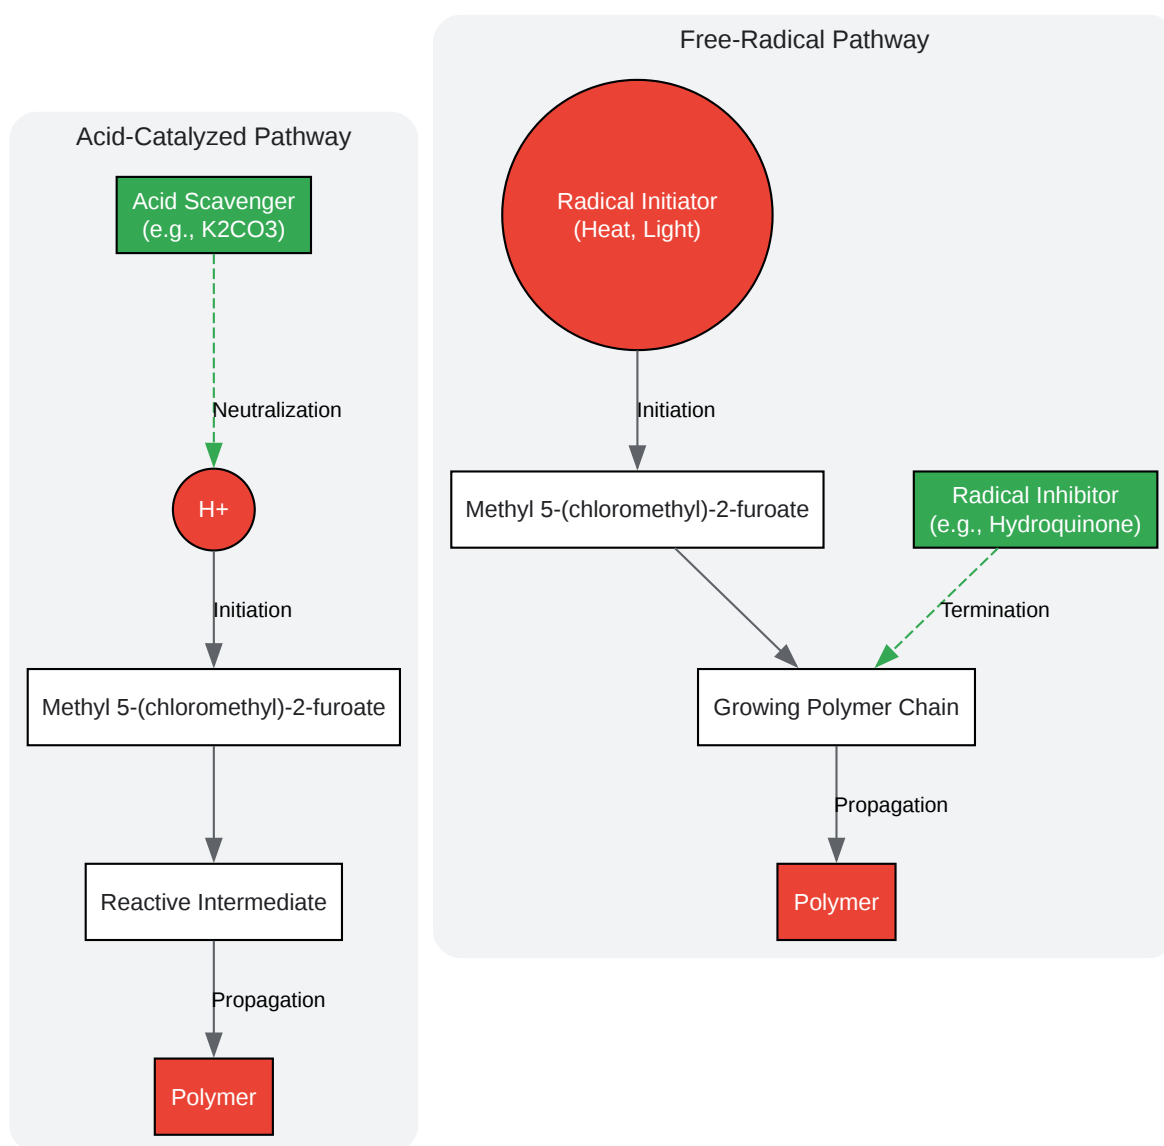 Acid-Catalyzed Pathway
Acid Scavenger
(e.g., K2CO3)
Neutralization
H+
Initiation
Methyl 5-(chloromethyl)-2-furoate
Reactive Intermediate
Propagation
Polymer
Free-Radical Pathway
Radical Initiator
(Heat, Light)
Initiation
Methyl 5-(chloromethyl)-2-furoate
Radical Inhibitor
(e.g., Hydroquinone)
Termination
Growing Polymer Chain
Propagation
Polymer